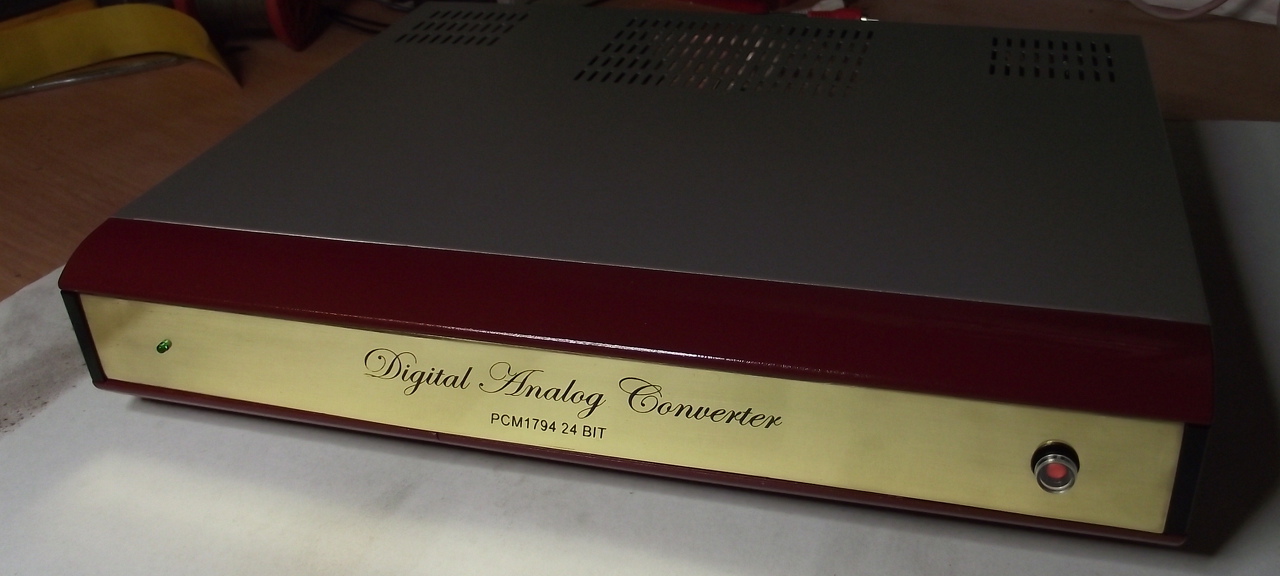 Digital Analog Converter
PCM1794 24 BIT